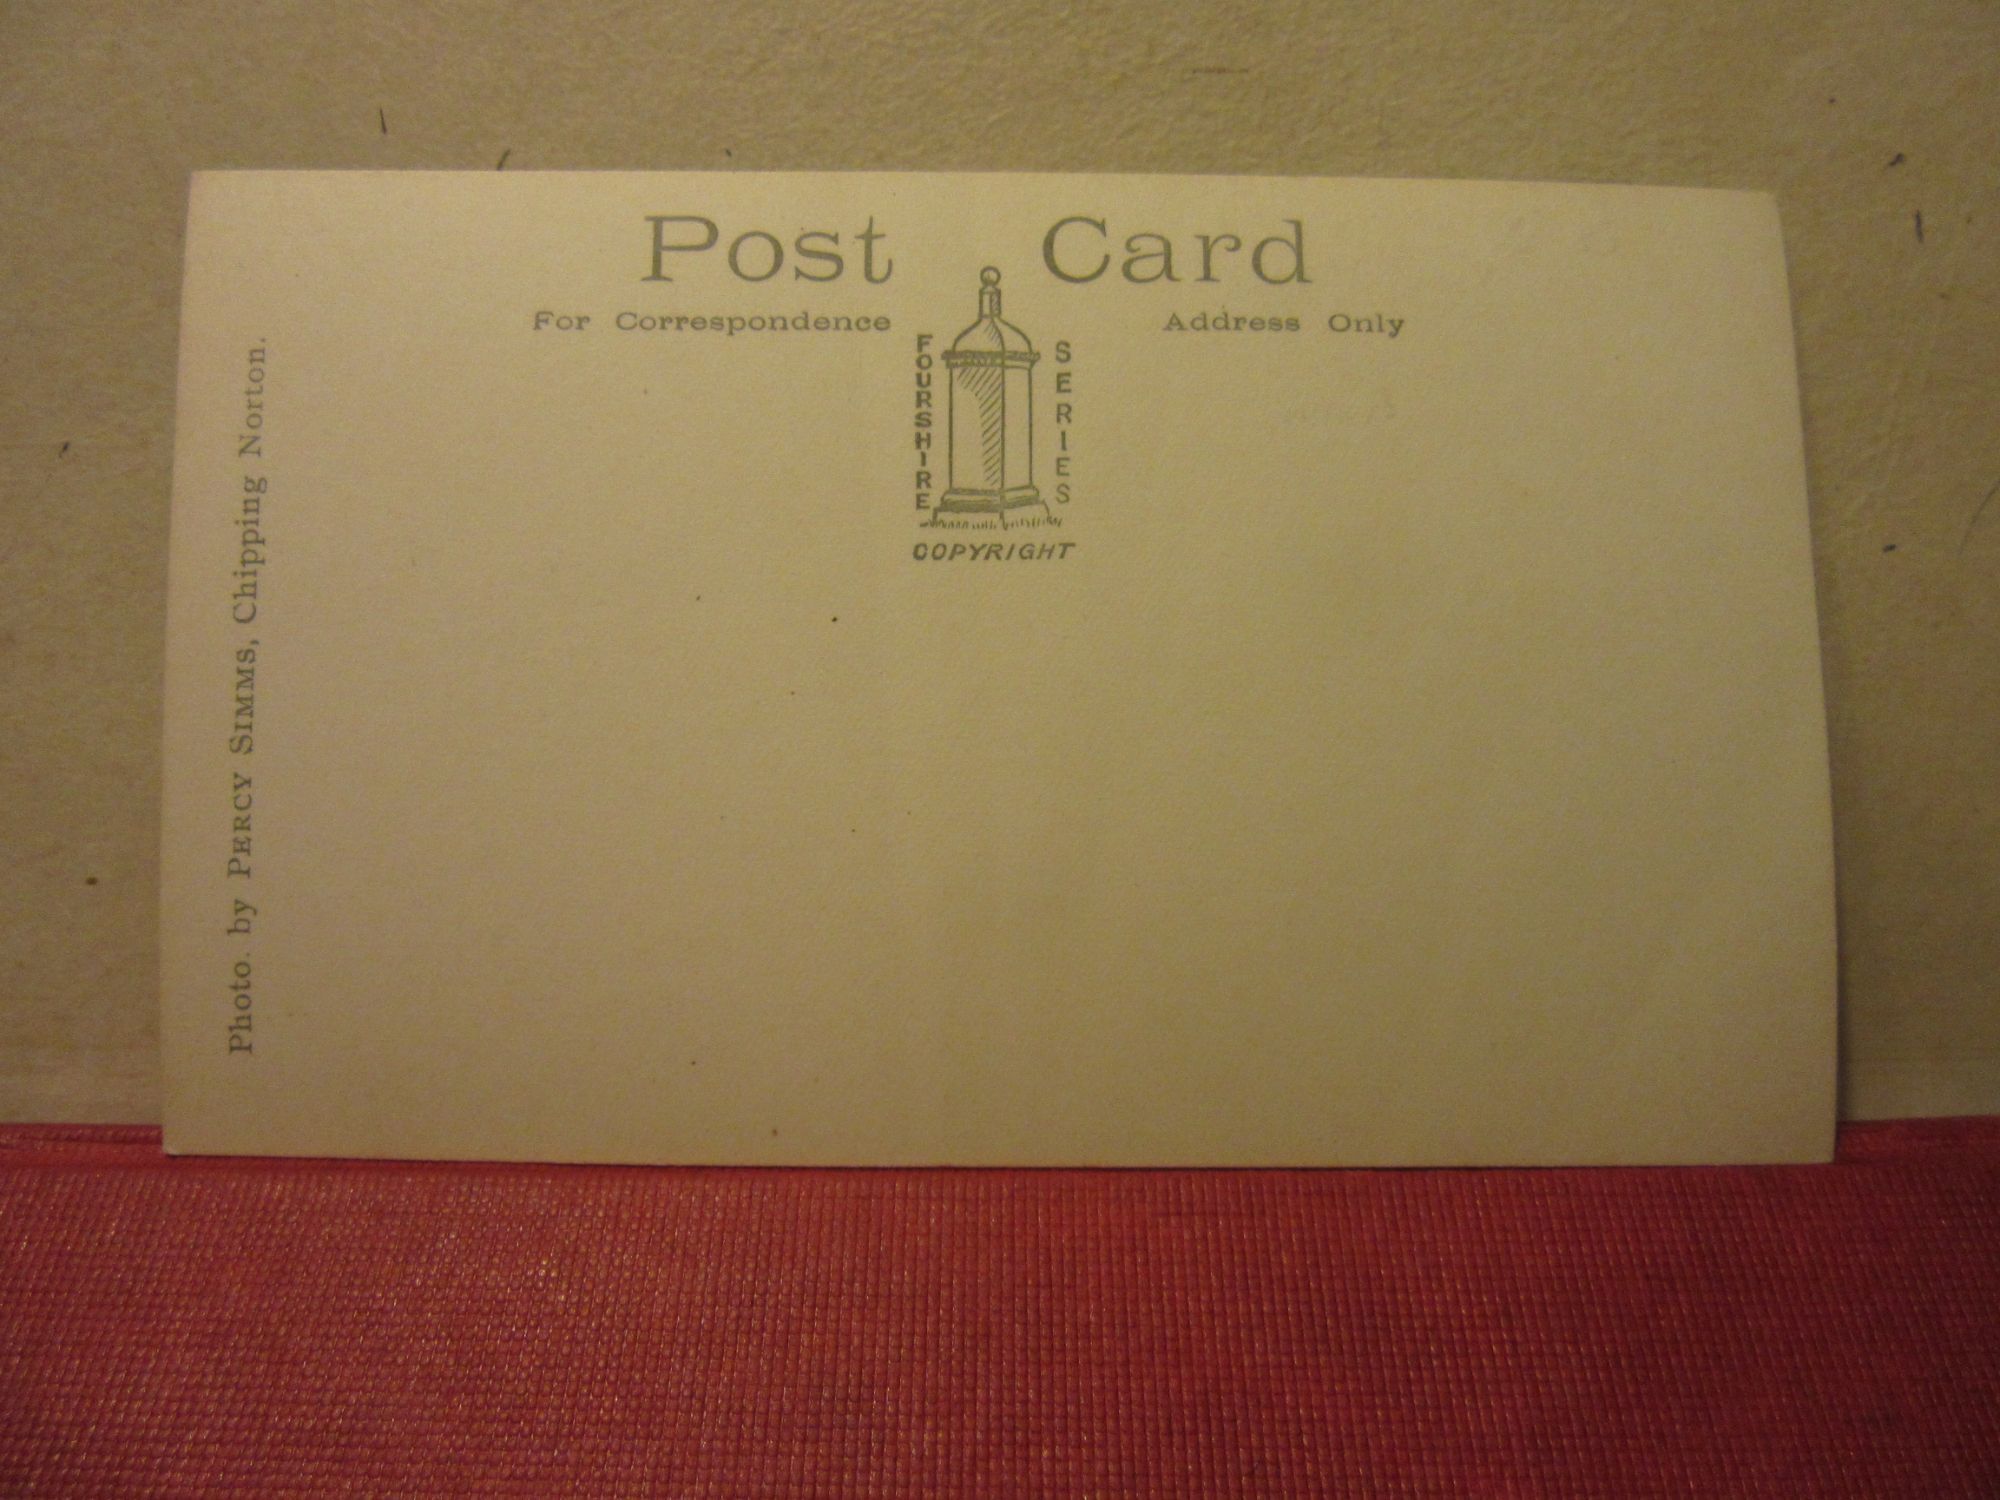 Post Card
For Correspondence
Address Only
FOURSHIRE
SERIES
COPYRIGHT
Photo. by PERCY SIMMS, Chipping Norton.